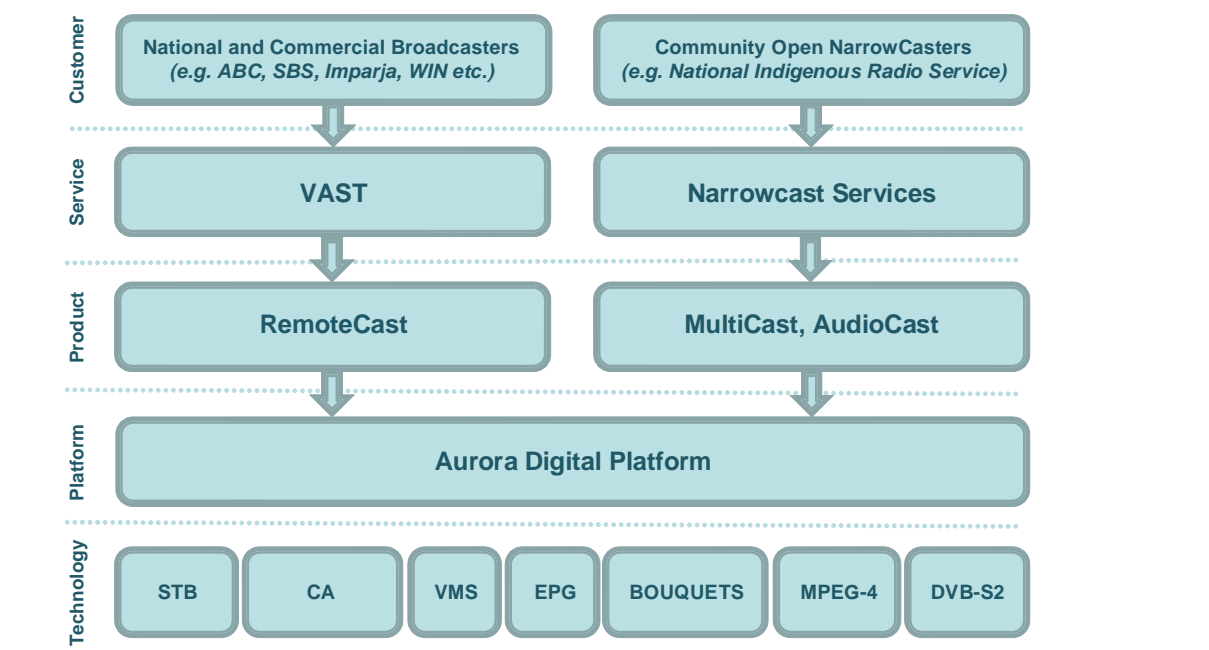 Customer
National and Commercial Broadcasters
(e.g. ABC, SBS, Imparja, WIN etc.)
Community Open NarrowCasters
(e.g. National Indigenous Radio Service)
Service
VAST
Narrowcast Services
Product
RemoteCast
MultiCast, AudioCast
Platform
Aurora Digital Platform
Technology
STB
CA
VMS
EPG
BOUQUETS
MPEG-4
DVB-S2